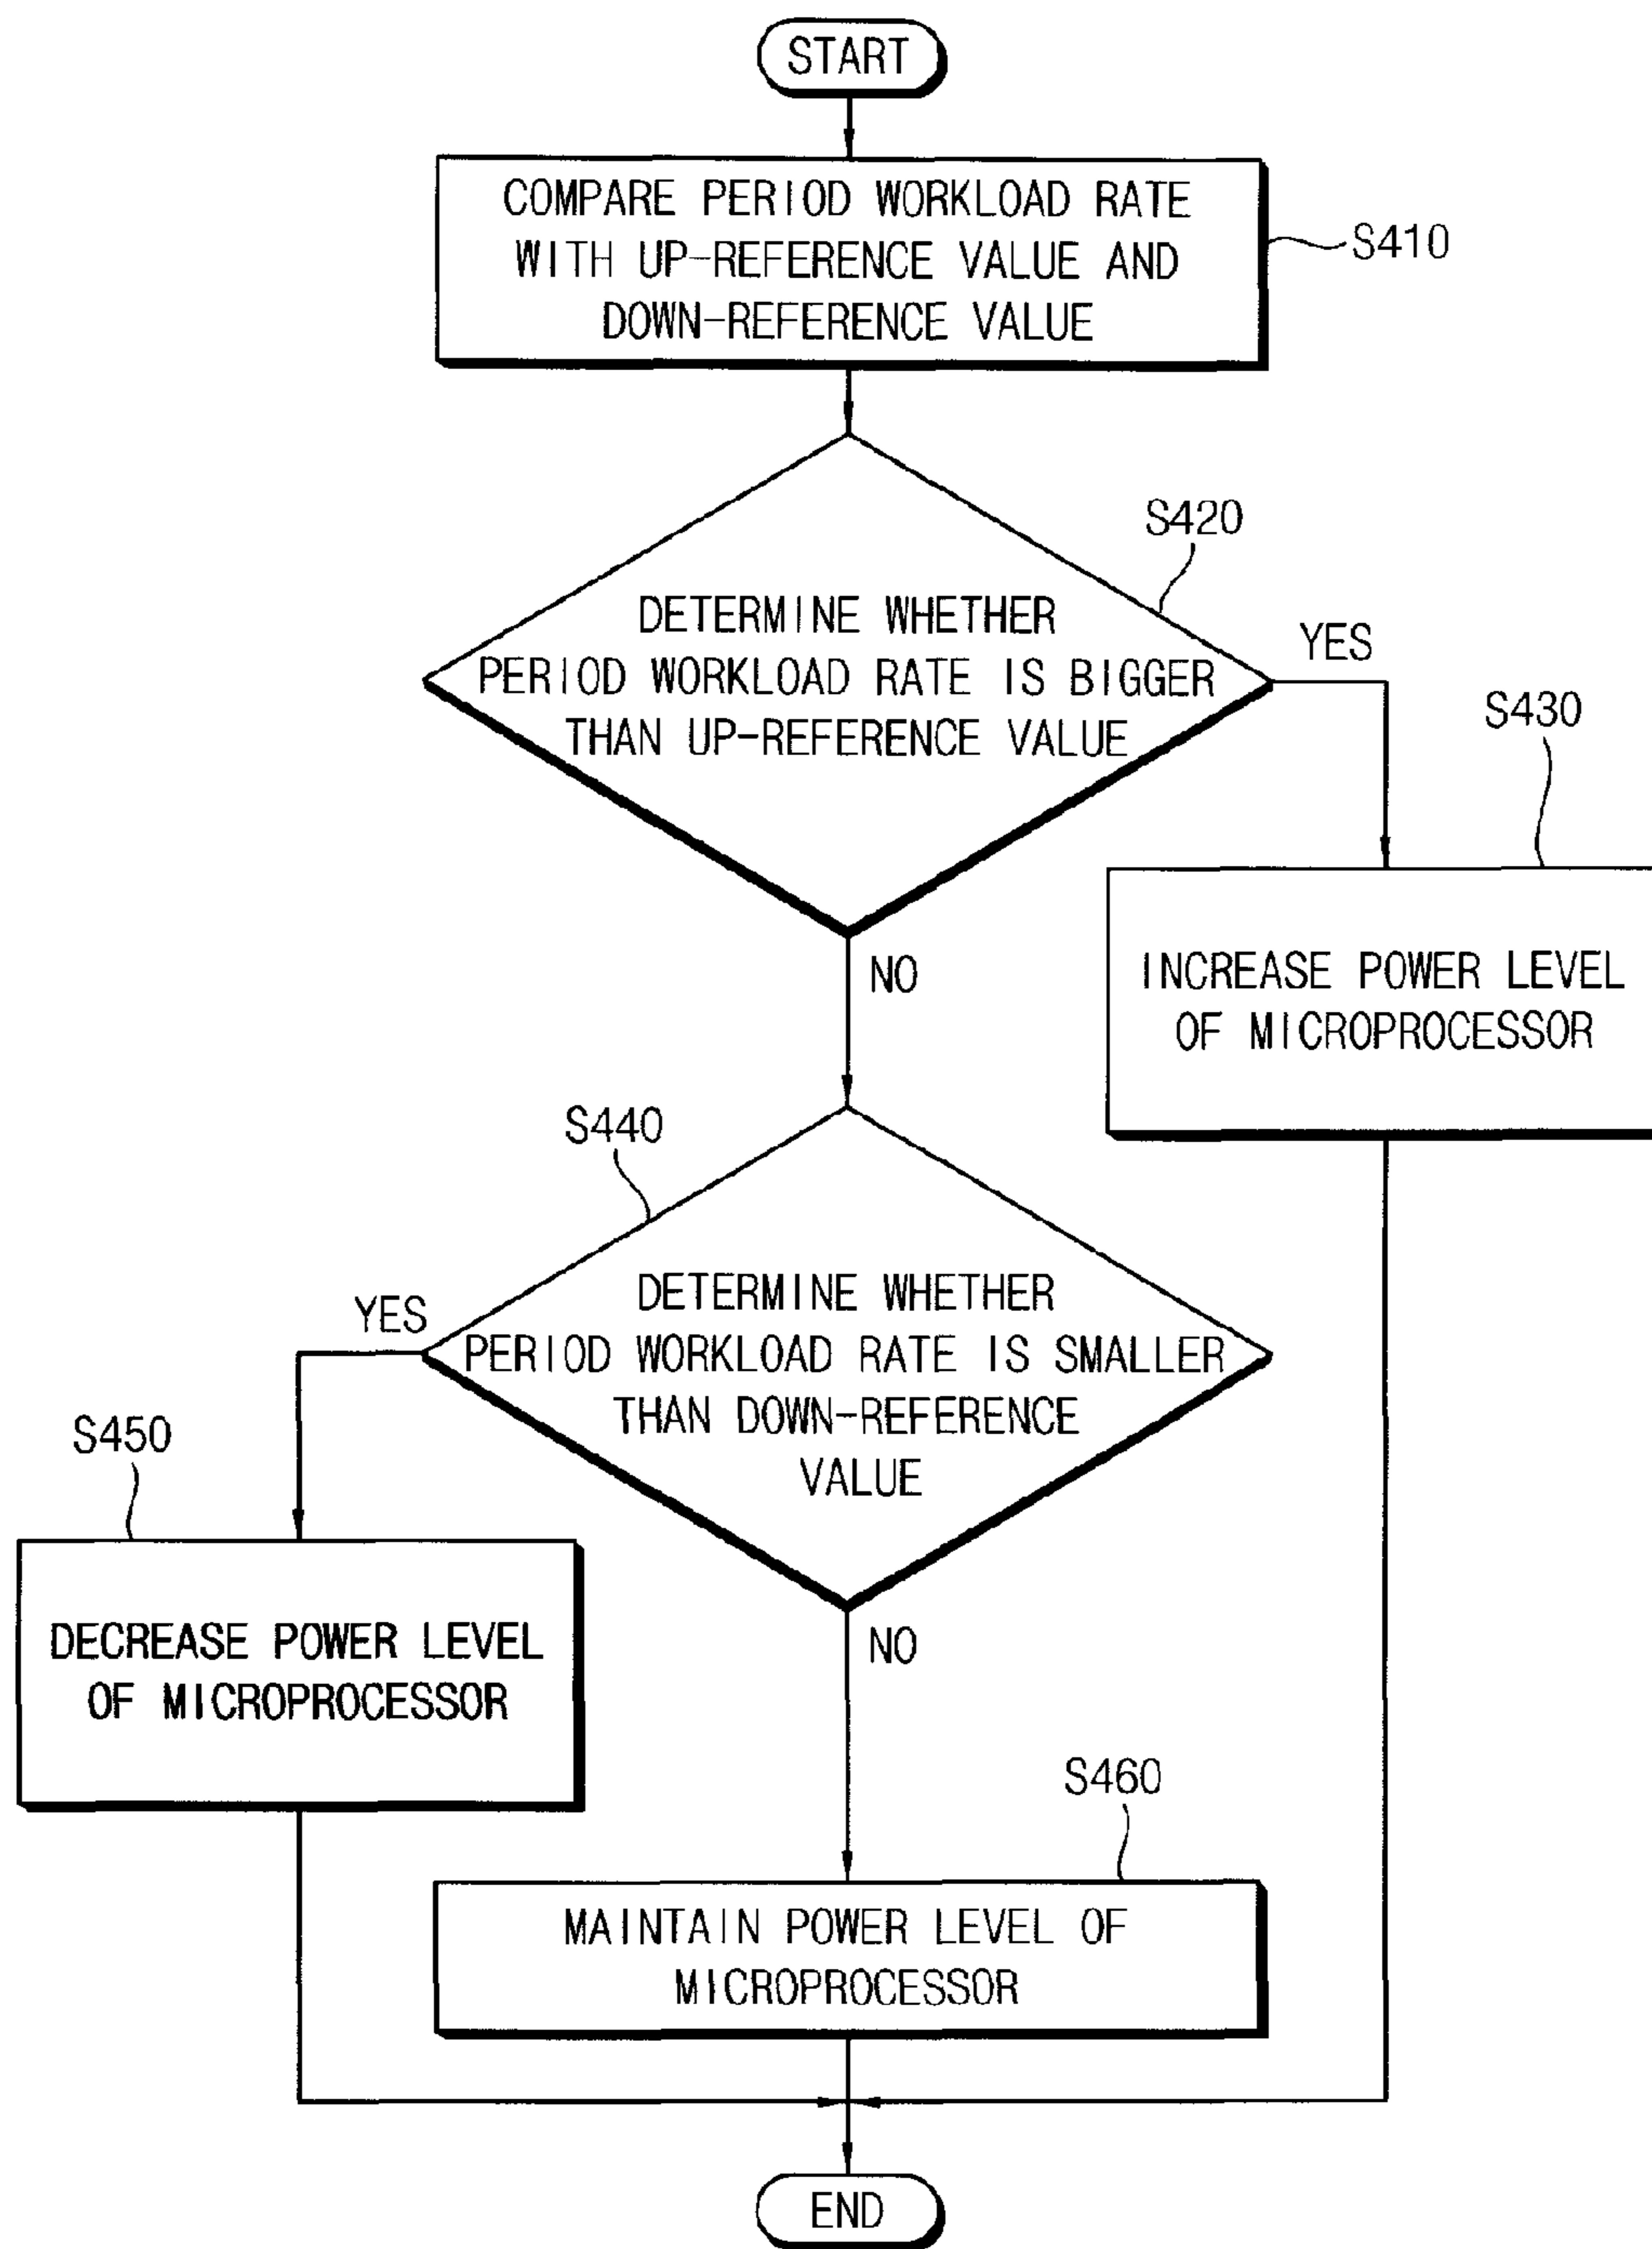 START
COMPARE PERIOD WORKLOAD RATE
WITH UP-REFERENCE VALUE AND
DOWN-REFERENCE VALUE
S410
S420
DETERMINE WHETHER
PERIOD WORKLOAD RATE IS BIGGER
THAN UP-REFERENCE VALUE
YES
S430
NO
INCREASE POWER LEVEL
OF MICROPROCESSOR
S440
DETERMINE WHETHER
PERIOD WORKLOAD RATE IS SMALLER
THAN DOWN-REFERENCE
VALUE
YES
S450
NO
DECREASE POWER LEVEL
OF MICROPROCESSOR
S460
MAINTAIN POWER LEVEL OF
MICROPROCESSOR
END